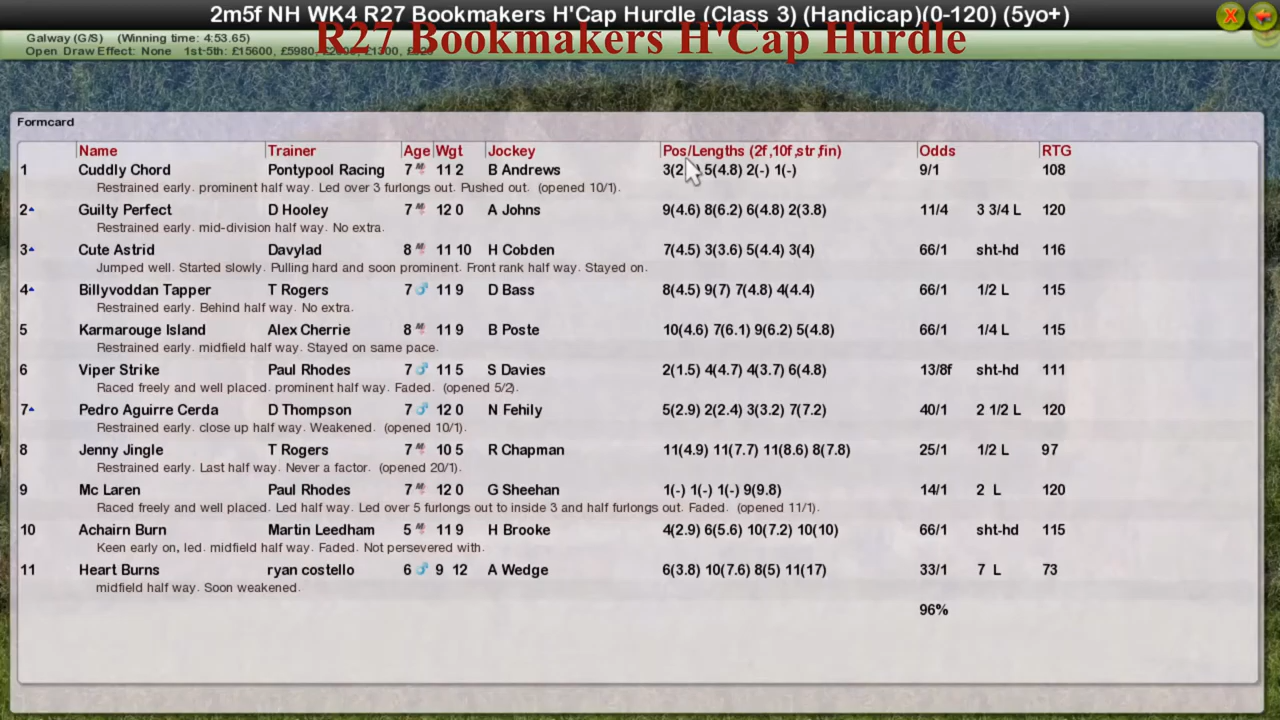 2m5f NH WK4 R27 Bookmakers H'Cap Hurdle (Class 3) (Handicap)(0-120) (5yo+)
R27 Bookmakers H'Cap Hurdle
Galway (G/S) (Winning time: 4:53.65)
Open Draw Effect: None 1st-5th: £15600, £5980, £1300,
Formcard
Name Trainer Age Wgt Jockey Pos/Lengths (2f,10f,str,fin) Odds RTG
1 Cuddly Chord Pontypool Racing 7 11 2 B Andrews 3(2 5(4.8) 2(-) 1(-) 9/1 108
Restrained early. prominent half way. Led over 3 furlongs out. Pushed out. (opened 10/1).
2 Guilty Perfect D Hooley 7 12 0 A Johns 9(4.6) 8(6.2) 6(4.8) 2(3.8) 11/4 3 3/4 L 120
Restrained early. mid-division half way. No extra.
3 Cute Astrid Davylad 8 11 10 H Cobden 7(4.5) 3(3.6) 5(4.4) 3(4) 66/1 sht-hd 116
Jumped well. Started slowly. Pulling hard and soon prominent. Front rank half way. Stayed on.
4 Billyvoddan Tapper T Rogers 7 11 9 D Bass 8(4.5) 9(7) 7(4.8) 4(4.4) 66/1 1/2 L 115
Restrained early. Behind half way. No extra.
5 Karmarouge Island Alex Cherrie 8 11 9 B Poste 10(4.6) 7(6.1) 9(6.2) 5(4.8) 66/1 1/4 L 115
Restrained early. midfield half way. Stayed on same pace.
6 Viper Strike Paul Rhodes 7 11 5 S Davies 2(1.5) 4(4.7) 4(3.7) 6(4.8) 13/8f sht-hd 111
Raced freely and well placed. prominent half way. Faded. (opened 5/2).
7 Pedro Aguirre Cerda D Thompson 7 12 0 N Fehily 5(2.9) 2(2.4) 3(3.2) 7(7.2) 40/1 2 1/2 L 120
Restrained early. close up half way. Weakened. (opened 10/1).
8 Jenny Jingle T Rogers 7 10 5 R Chapman 11(4.9) 11(7.7) 11(8.6) 8(7.8) 25/1 1/2 L 97
Restrained early. Last half way. Never a factor. (opened 20/1).
9 Mc Laren Paul Rhodes 7 12 0 G Sheehan 1(-) 1(-) 1(-) 9(9.8) 14/1 2 L 120
Raced freely and well placed. Led half way. Led over 5 furlongs out to inside 3 and half furlongs out. Faded. (opened 11/1).
10 Achairn Burn Martin Leedham 5 11 9 H Brooke 4(2.9) 6(5.6) 10(7.2) 10(10) 66/1 sht-hd 115
Keen early on, led. midfield half way. Faded. Not persevered with.
11 Heart Burns ryan costello 6 9 12 A Wedge 6(3.8) 10(7.6) 8(5) 11(17) 33/1 7 L 73
midfield half way. Soon weakened.
96%